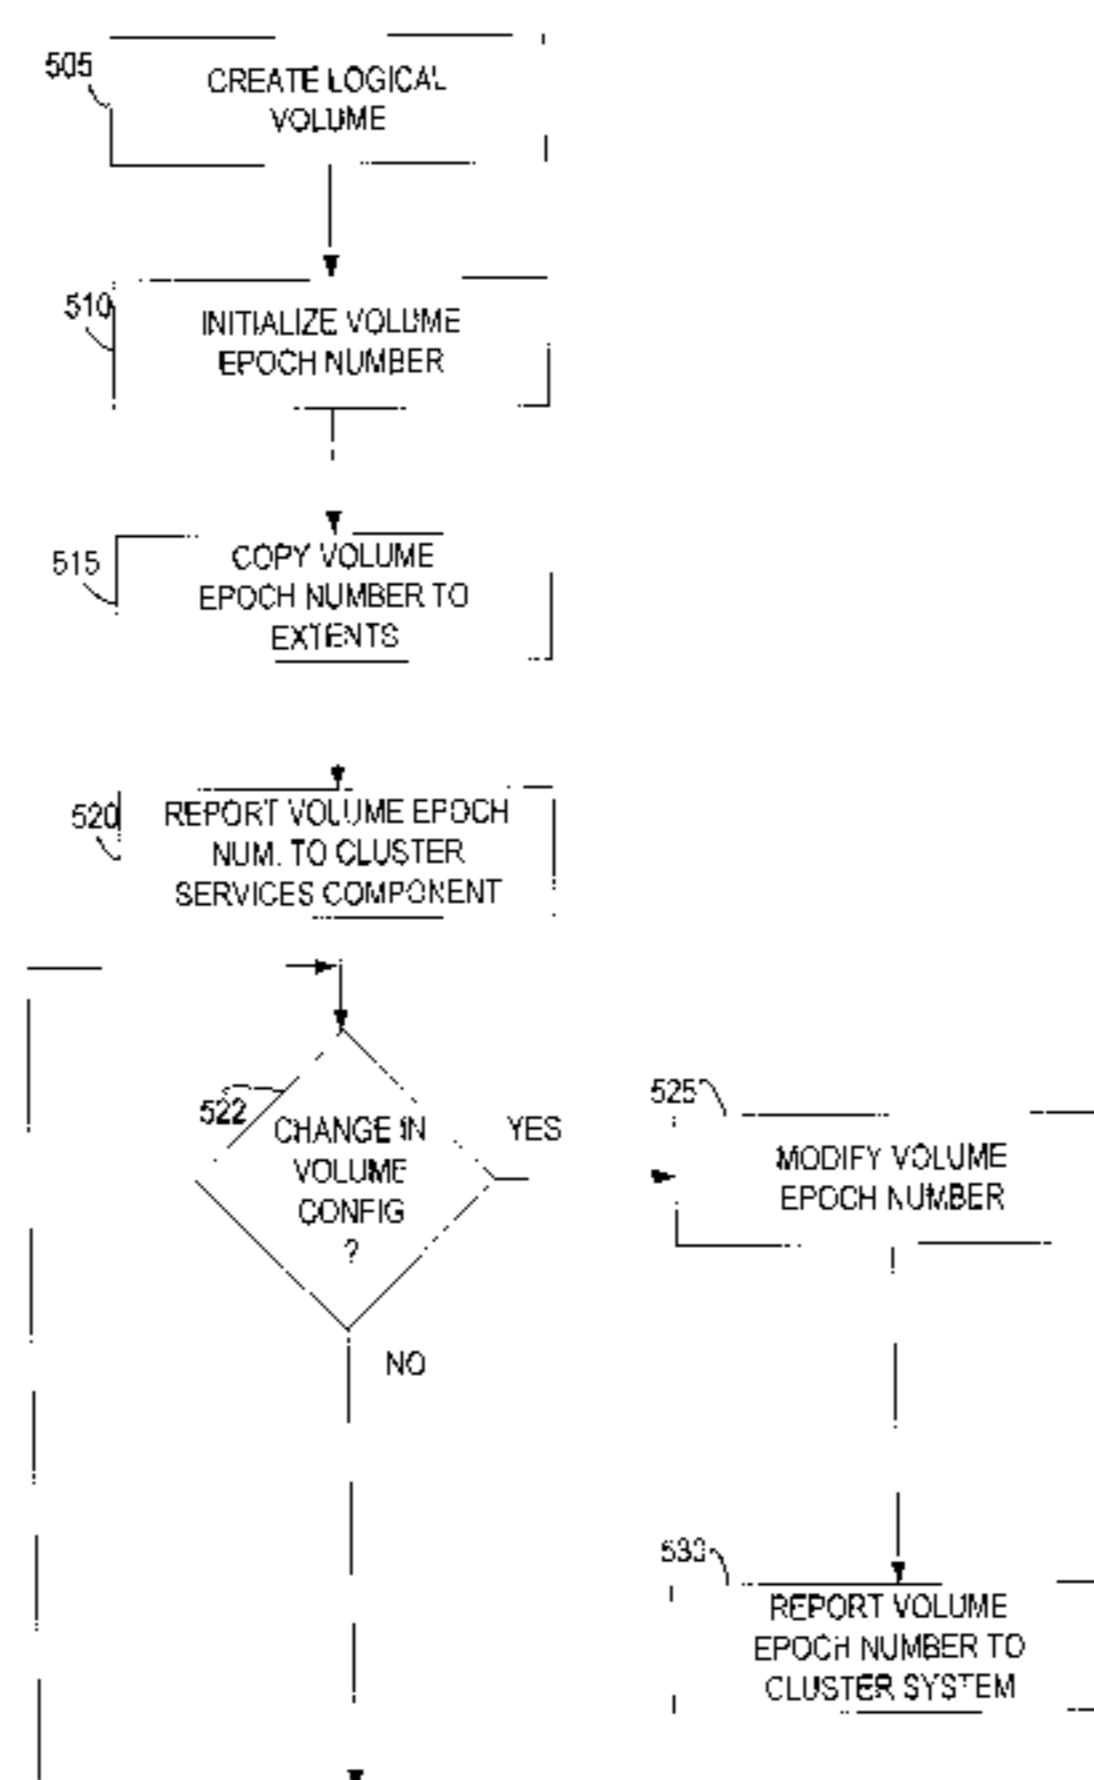 505
CREATE LOGICAL
VOLUME
510
INITIALIZE VOLUME
EPOCH NUMBER
515
COPY VOLUME
EPOCH NUMBER TO
EXTENTS
520
REPORT VOLUME EPOCH
NUM. TO CLUSTER
SERVICES COMPONENT
522
CHANGE IN
VOLUME
CONFIG
?
YES
NO
525
MODIFY VOLUME
EPOCH NUMBER
530
REPORT VOLUME
EPOCH NUMBER TO
CLUSTER SYSTEM